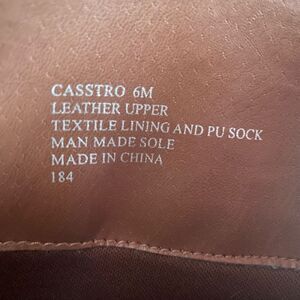 CASSTRO 6M
LEATHER UPPER
TEXTILE LINING AND PU SOCK
MAN MADE SOLE
MADE IN CHINA
184